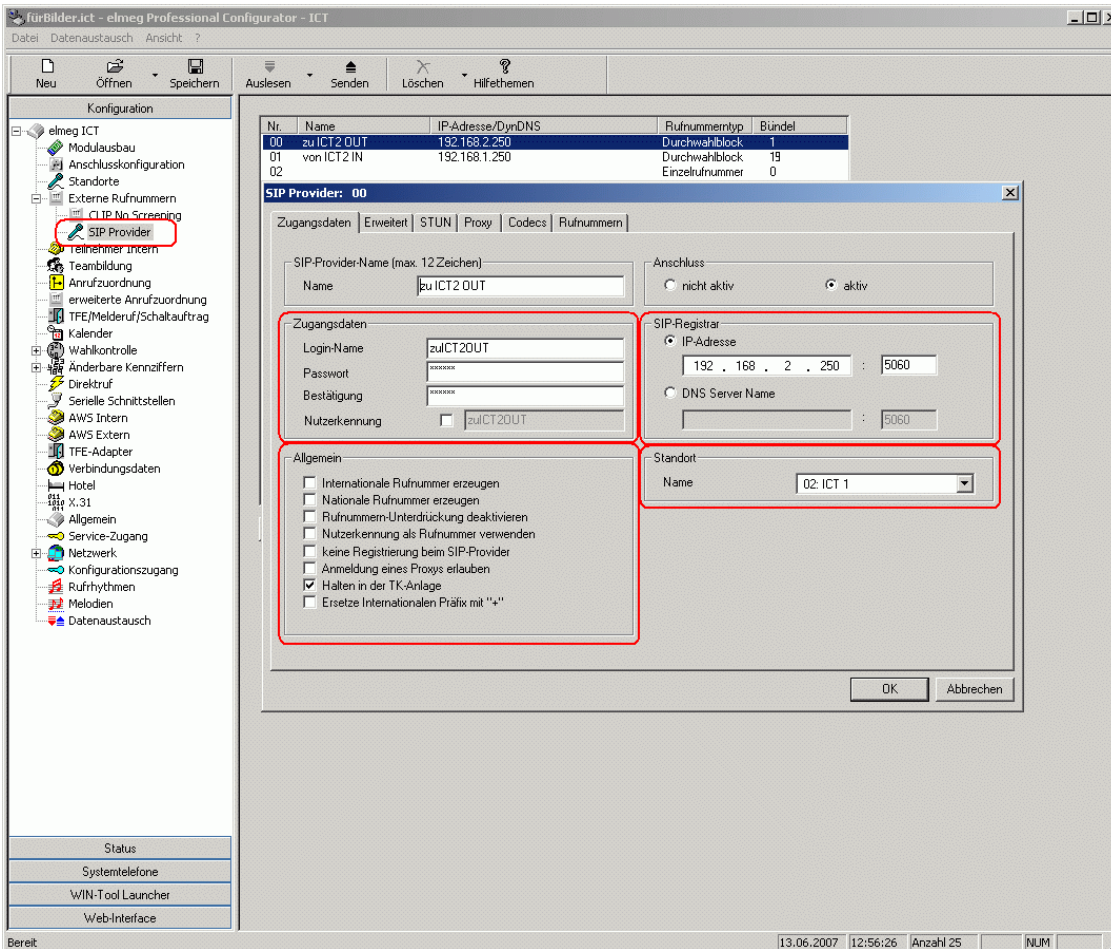 fürBilder.ict - elmeg Professional Configurator - ICT
Datei Datenaustausch Ansicht ?
Neu Öffnen Speichern Auslesen Senden Löschen Hilfethemen
Konfiguration
elmeg ICT
Modulausbau
Anschlusskonfiguration
Standorte
Externe Rufnummern
CLIP No Screening
SIP Provider
Teilnehmer Intern
Teambildung
Anrufzuordnung
erweiterte Anrufzuordnung
TFE/Melderuf/Schaltauftrag
Kalender
Wahlkontrolle
Änderbare Kennziffern
Direktruf
Serielle Schnittstellen
AWS Intern
AWS Extern
TFE-Adapter
Verbindungsdaten
Hotel
X.31
Allgemein
Service-Zugang
Netzwerk
Konfigurationszugang
Rufrhythmen
Melodien
Datenaustausch
Status
Systemtelefone
WIN-Tool Launcher
Web-Interface
Nr. Name IP-Adresse/DynDNS Rufnummerntyp Bündel
00 zu ICT2 OUT 192.168.2.250 Durchwahlblock 1
01 von ICT2 IN 192.168.1.250 Durchwahlblock 19
02 Einzelrufnummer 0
SIP Provider: 00
Zugangsdaten Erweitert STUN Proxy Codecs Rufnummern
SIP-Provider-Name (max. 12 Zeichen)
Name zu ICT2 OUT
Anschluss
nicht aktiv aktiv
Zugangsdaten
Login-Name zuICT2OUT
Passwort ******
Bestätigung ******
Nutzerkennung zuICT2OUT
SIP-Registrar
IP-Adresse
192 . 168 . 2 . 250 : 5060
DNS Server Name
: 5060
Allgemein
Internationale Rufnummer erzeugen
Nationale Rufnummer erzeugen
Rufnummern-Unterdrückung deaktivieren
Nutzerkennung als Rufnummer verwenden
keine Registrierung beim SIP-Provider
Anmeldung eines Proxys erlauben
Halten in der TK-Anlage
Ersetze Internationalen Präfix mit "+"
Standort
Name 02: ICT 1
OK Abbrechen
Bereit 13.06.2007 12:56:26 Anzahl 25 NUM